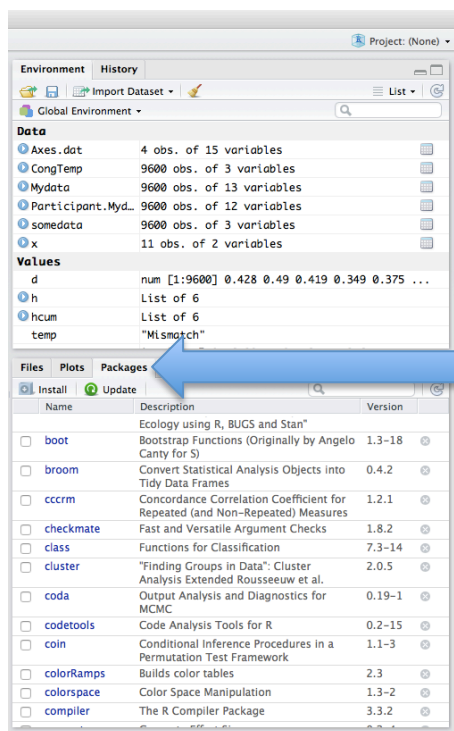 Project: (None)
Environment History
Import Dataset List
Global Environment
Data
Axes.dat 4 obs. of 15 variables
CongTemp 9600 obs. of 3 variables
Mydata 9600 obs. of 13 variables
Participant.Myd… 9600 obs. of 12 variables
somedata 9600 obs. of 3 variables
x 11 obs. of 2 variables
Values
d num [1:9600] 0.428 0.49 0.419 0.349 0.375 ...
h List of 6
hcum List of 6
temp "Mismatch"
Files Plots Packages
Install Update
Name Description Version
Ecology using R, BUGS and Stan"
boot Bootstrap Functions (Originally by Angelo 1.3-18
Canty for S)
broom Convert Statistical Analysis Objects into 0.4.2
Tidy Data Frames
cccrm Concordance Correlation Coefficient for 1.2.1
Repeated (and Non-Repeated) Measures
checkmate Fast and Versatile Argument Checks 1.8.2
class Functions for Classification 7.3-14
cluster "Finding Groups in Data": Cluster 2.0.5
Analysis Extended Rousseeuw et al.
coda Output Analysis and Diagnostics for 0.19-1
MCMC
codetools Code Analysis Tools for R 0.2-15
coin Conditional Inference Procedures in a 1.1-3
Permutation Test Framework
colorRamps Builds color tables 2.3
colorspace Color Space Manipulation 1.3-2
compiler The R Compiler Package 3.3.2